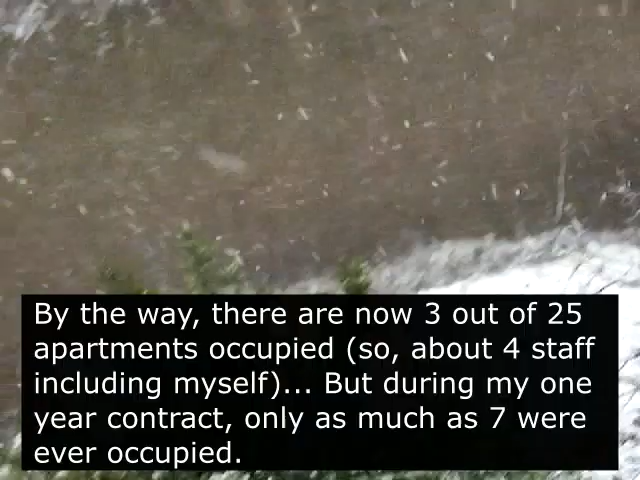 By the way, there are now 3 out of 25
apartments occupied (so, about 4 staff
including myself)... But during my one
year contract, only as much as 7 were
ever occupied.